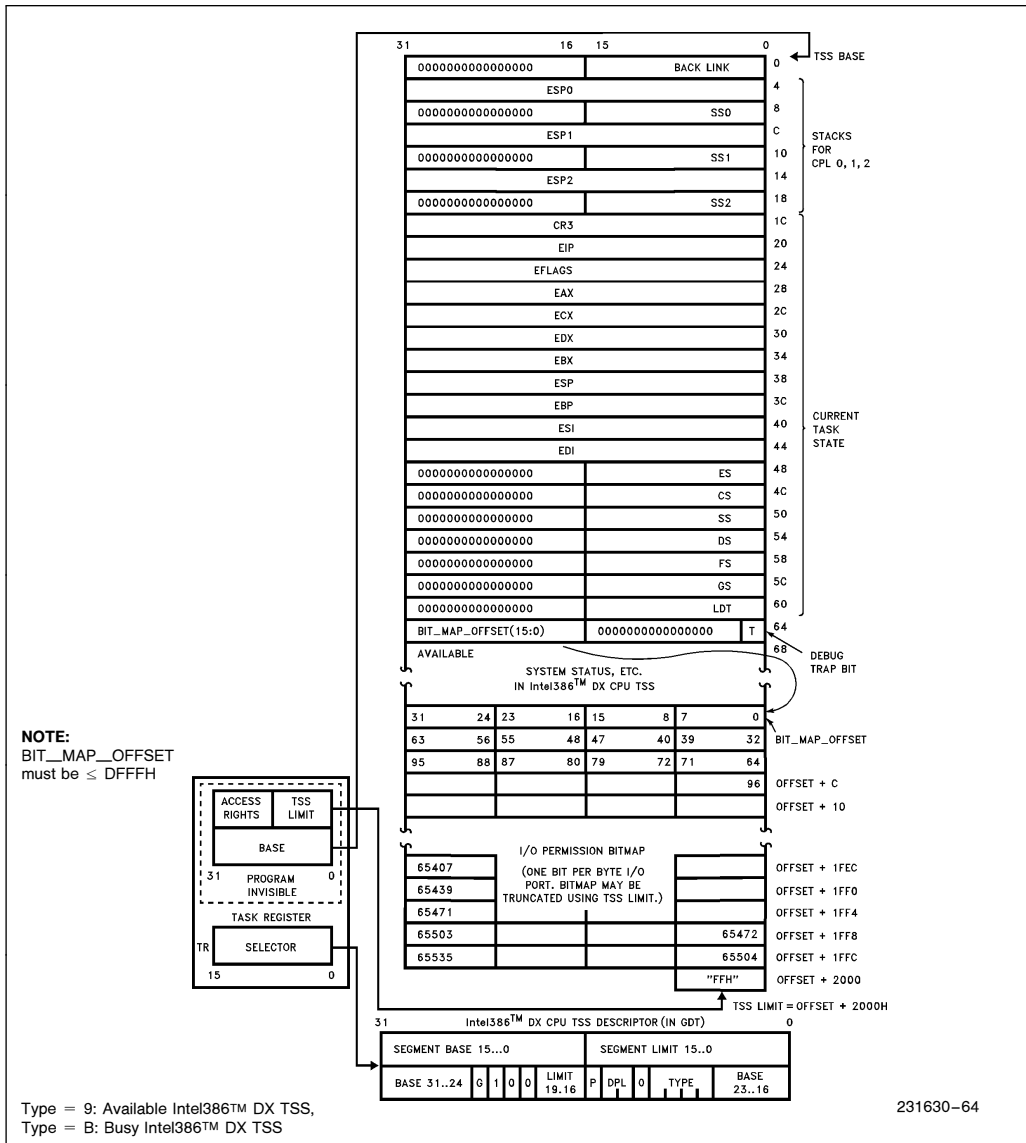 31 16 15 0
TSS BASE
0000000000000000 BACK LINK 0
ESP0 4
0000000000000000 SS0 8
ESP1 C
0000000000000000 SS1 10
ESP2 14
0000000000000000 SS2 18
STACKS
FOR
CPL 0, 1, 2
CR3 1C
EIP 20
EFLAGS 24
EAX 28
ECX 2C
EDX 30
EBX 34
ESP 38
EBP 3C
ESI 40
EDI 44
0000000000000000 ES 48
0000000000000000 CS 4C
0000000000000000 SS 50
0000000000000000 DS 54
0000000000000000 FS 58
0000000000000000 GS 5C
0000000000000000 LDT 60
CURRENT
TASK
STATE
BIT_MAP_OFFSET(15:0) 0000000000000000 T 64
AVAILABLE 68
DEBUG
TRAP BIT
SYSTEM STATUS, ETC.
IN Intel386™ DX CPU TSS
31 24 23 16 15 8 7 0
63 56 55 48 47 40 39 32 BIT_MAP_OFFSET
95 88 87 80 79 72 71 64
96 OFFSET + C
OFFSET + 10
NOTE:
BIT__MAP__OFFSET
must be ≤ DFFFH
ACCESS RIGHTS TSS LIMIT
BASE
31 0
PROGRAM
INVISIBLE
TASK REGISTER
TR SELECTOR
15 0
I/O PERMISSION BITMAP
(ONE BIT PER BYTE I/O
PORT. BITMAP MAY BE
TRUNCATED USING TSS LIMIT.)
65407 OFFSET + 1FEC
65439 OFFSET + 1FF0
65471 OFFSET + 1FF4
65503 65472 OFFSET + 1FF8
65535 65504 OFFSET + 1FFC
"FFH" OFFSET + 2000
TSS LIMIT = OFFSET + 2000H
31 Intel386™ DX CPU TSS DESCRIPTOR (IN GDT) 0
SEGMENT BASE 15...0 SEGMENT LIMIT 15..0
BASE 31..24 G 1 0 0 LIMIT 19.16 P DPL 0 TYPE BASE 23..16
Type = 9: Available Intel386™ DX TSS,
Type = B: Busy Intel386™ DX TSS
231630–64